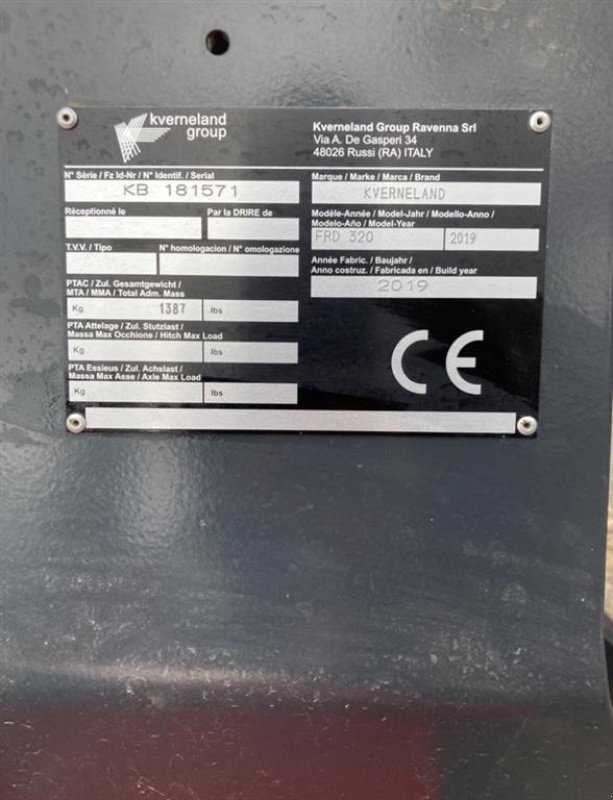 kverneland
group
Kverneland Group Ravenna Srl
Via A. De Gasperi 34
48026 Russi (RA) ITALY
N° Série / Fz Id-Nr / N° Identif. / Serial
KB 181571
Réceptionné le
Par la DRIRE de
T.V.V. / Tipo
N° homologacion / N° omologazione
PTAC / Zul. Gesamtgewicht /
MTA / MMA / Total Adm. Mass
Kg 1387 lbs
PTA Attelage / Zul. Stutzlast /
Massa Max Occhione / Hitch Max Load
Kg lbs
PTA Essieus / Zul. Achslast /
Massa Max Asse / Axle Max Load
Kg lbs
Marque / Marke / Marca / Brand
KVERNELAND
Modèle-Année / Model-Jahr / Modello-Anno /
Modelo-Año / Model-Year
FRD 320 2019
Année Fabric. / Baujahr /
Anno costruz. / Fabricada en / Build year
2019
CE